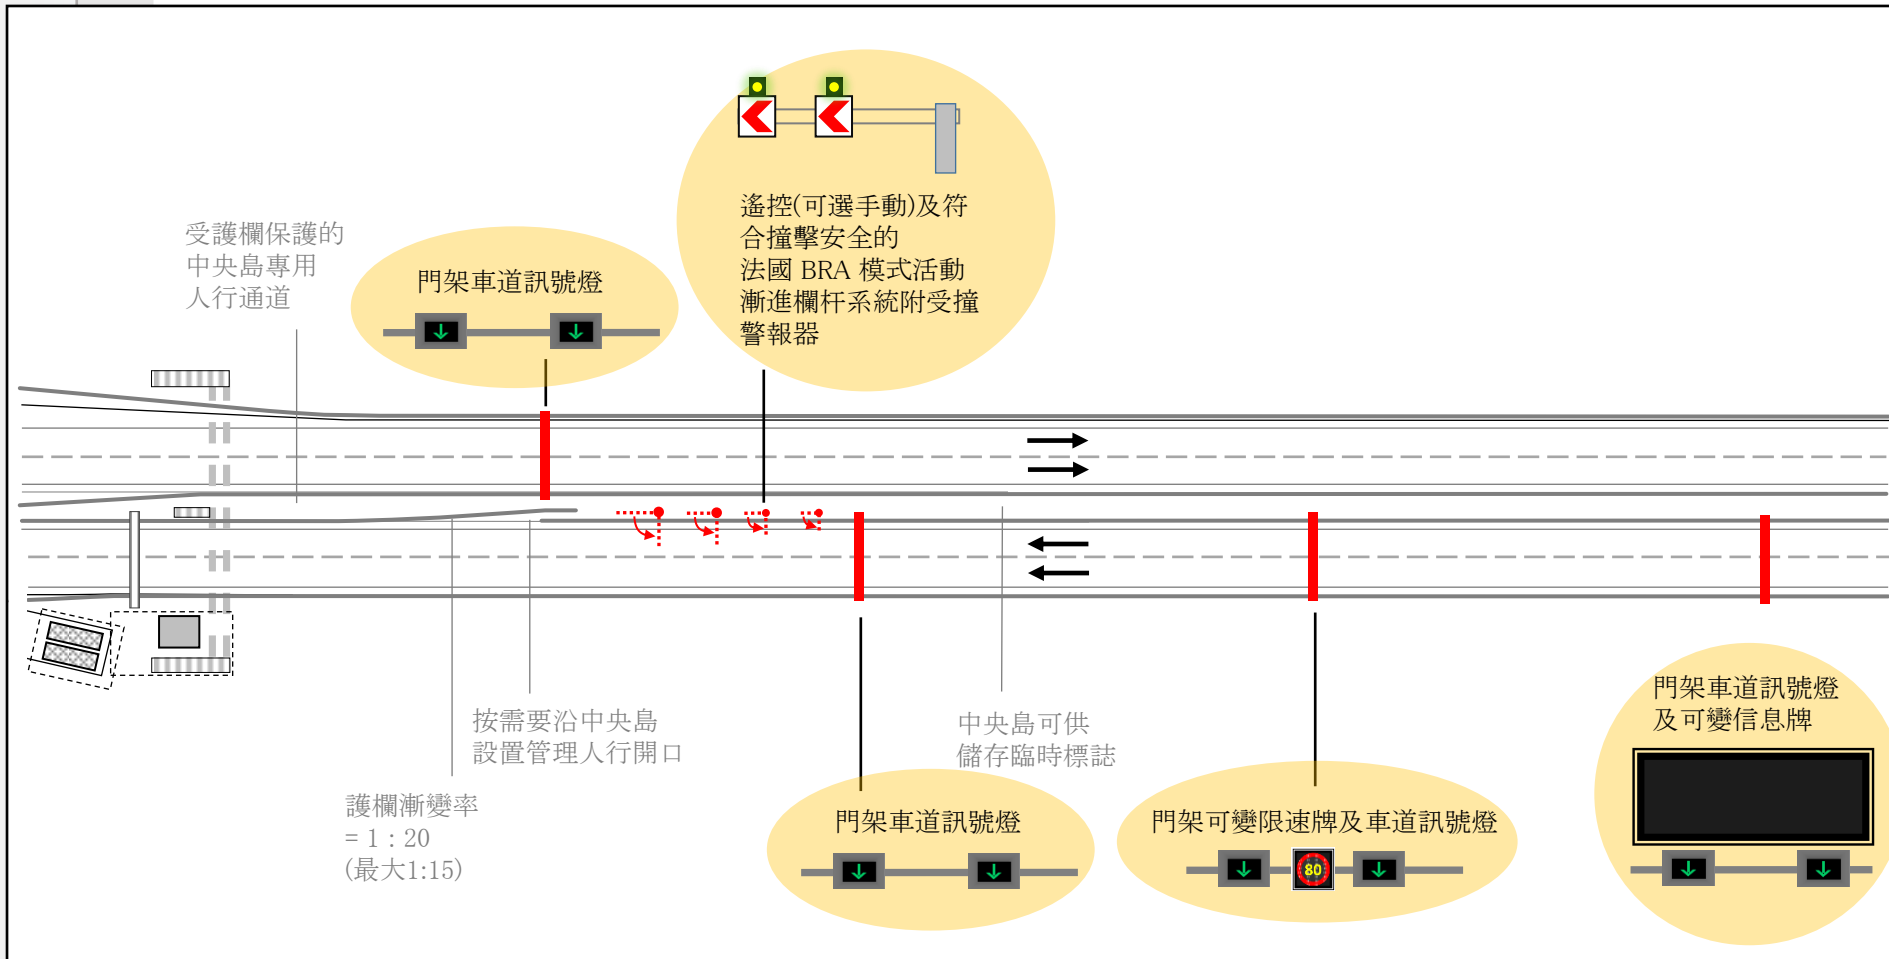 遙控(可選手動)及符
合撞擊安全的
法國 BRA 模式活動
漸進欄杆系統附受撞
警報器
受護欄保護的
中央島專用
人行通道
門架車道訊號燈
按需要沿中央島
設置管理人行開口
中央島可供
儲存臨時標誌
護欄漸變率
= 1 : 20
(最大1:15)
門架車道訊號燈
門架可變限速牌及車道訊號燈
80
門架車道訊號燈
及可變信息牌